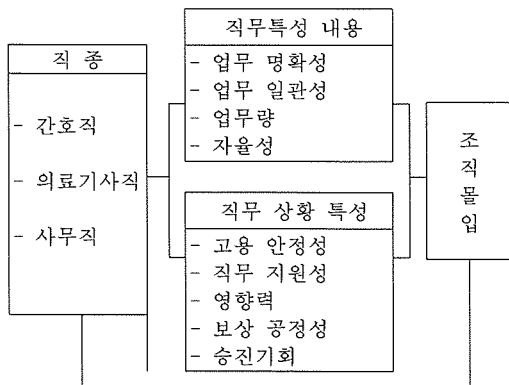 직 종
- 간호직
- 의료기사직
- 사무직
직무특성 내용
- 업무 명확성
- 업무 일관성
- 업무량
- 자율성
직무 상황 특성
- 고용 안정성
- 직무 지원성
- 영향력
- 보상 공정성
- 승진기회
조
직
몰
입